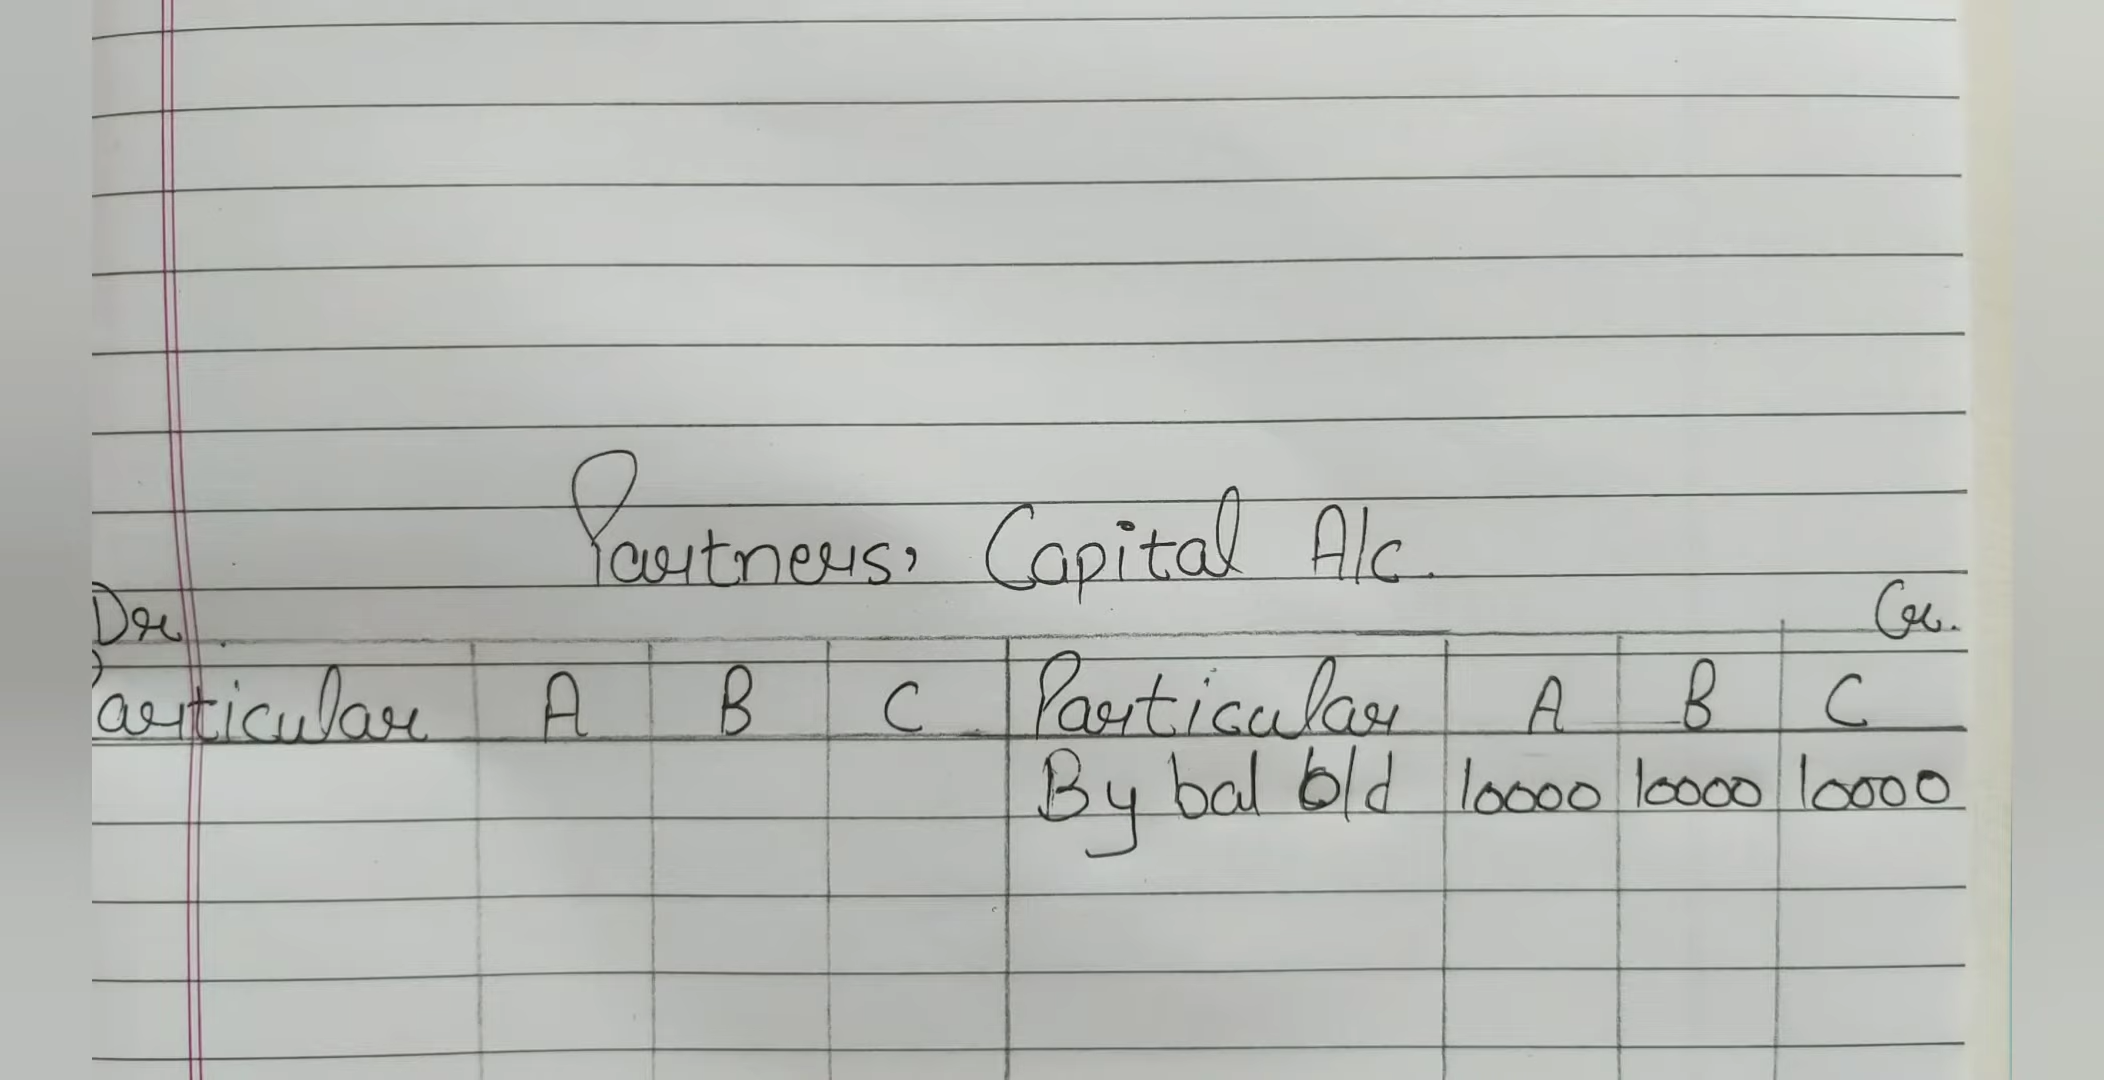 Partners, Capital A/c.
Dr. Cr.
Particular A B C Particular A B C
By bal b/d 10000 10000 10000